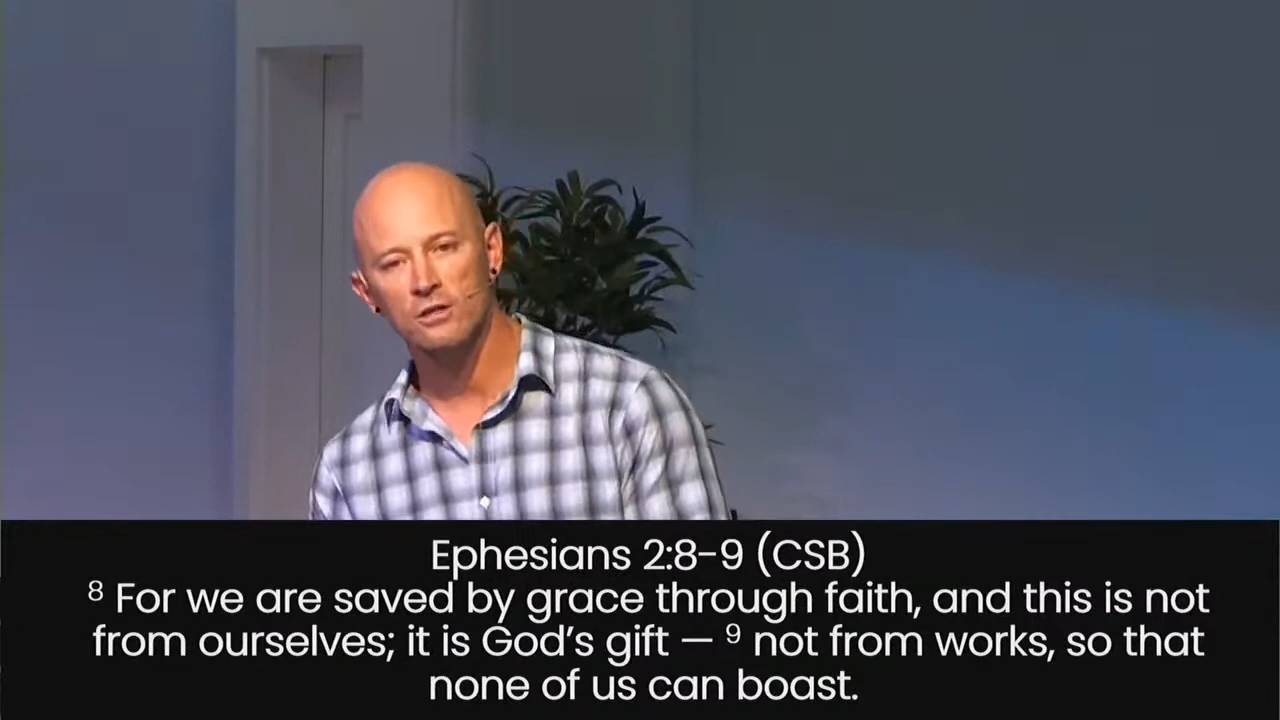 Ephesians 2:8-9 (CSB)
⁸ For we are saved by grace through faith, and this is not
from ourselves; it is God's gift — ⁹ not from works, so that
none of us can boast.